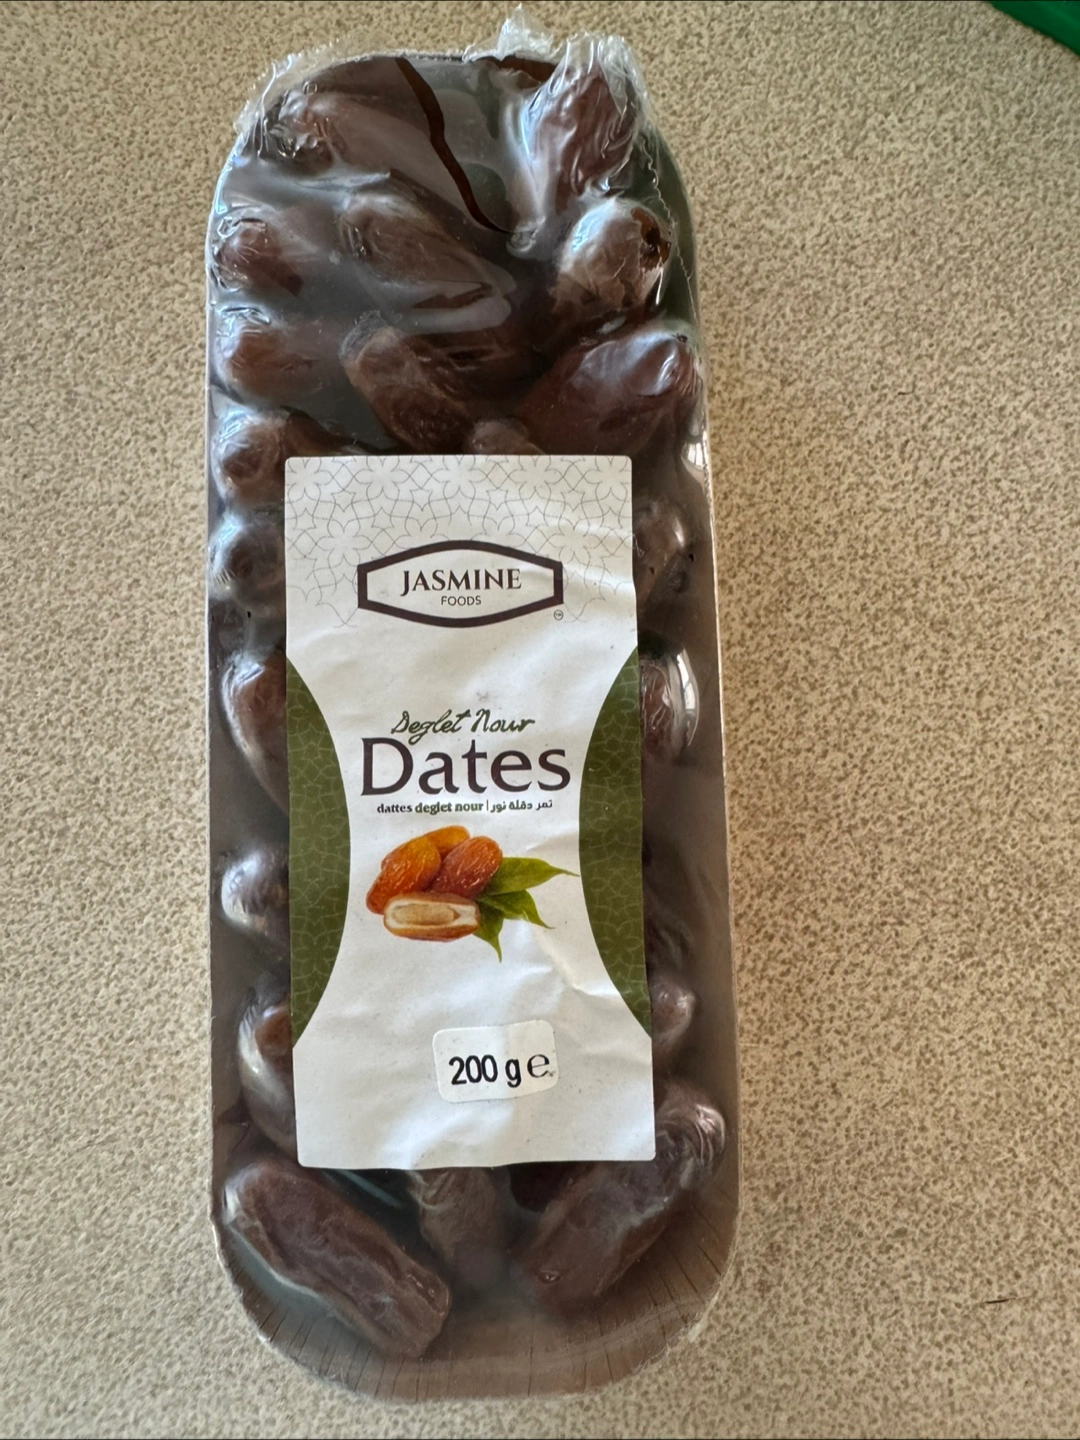 JASMINE
FOODS
Deglet Nour
Dates
dattes deglet nour | تمر دقلة نور
200 g e